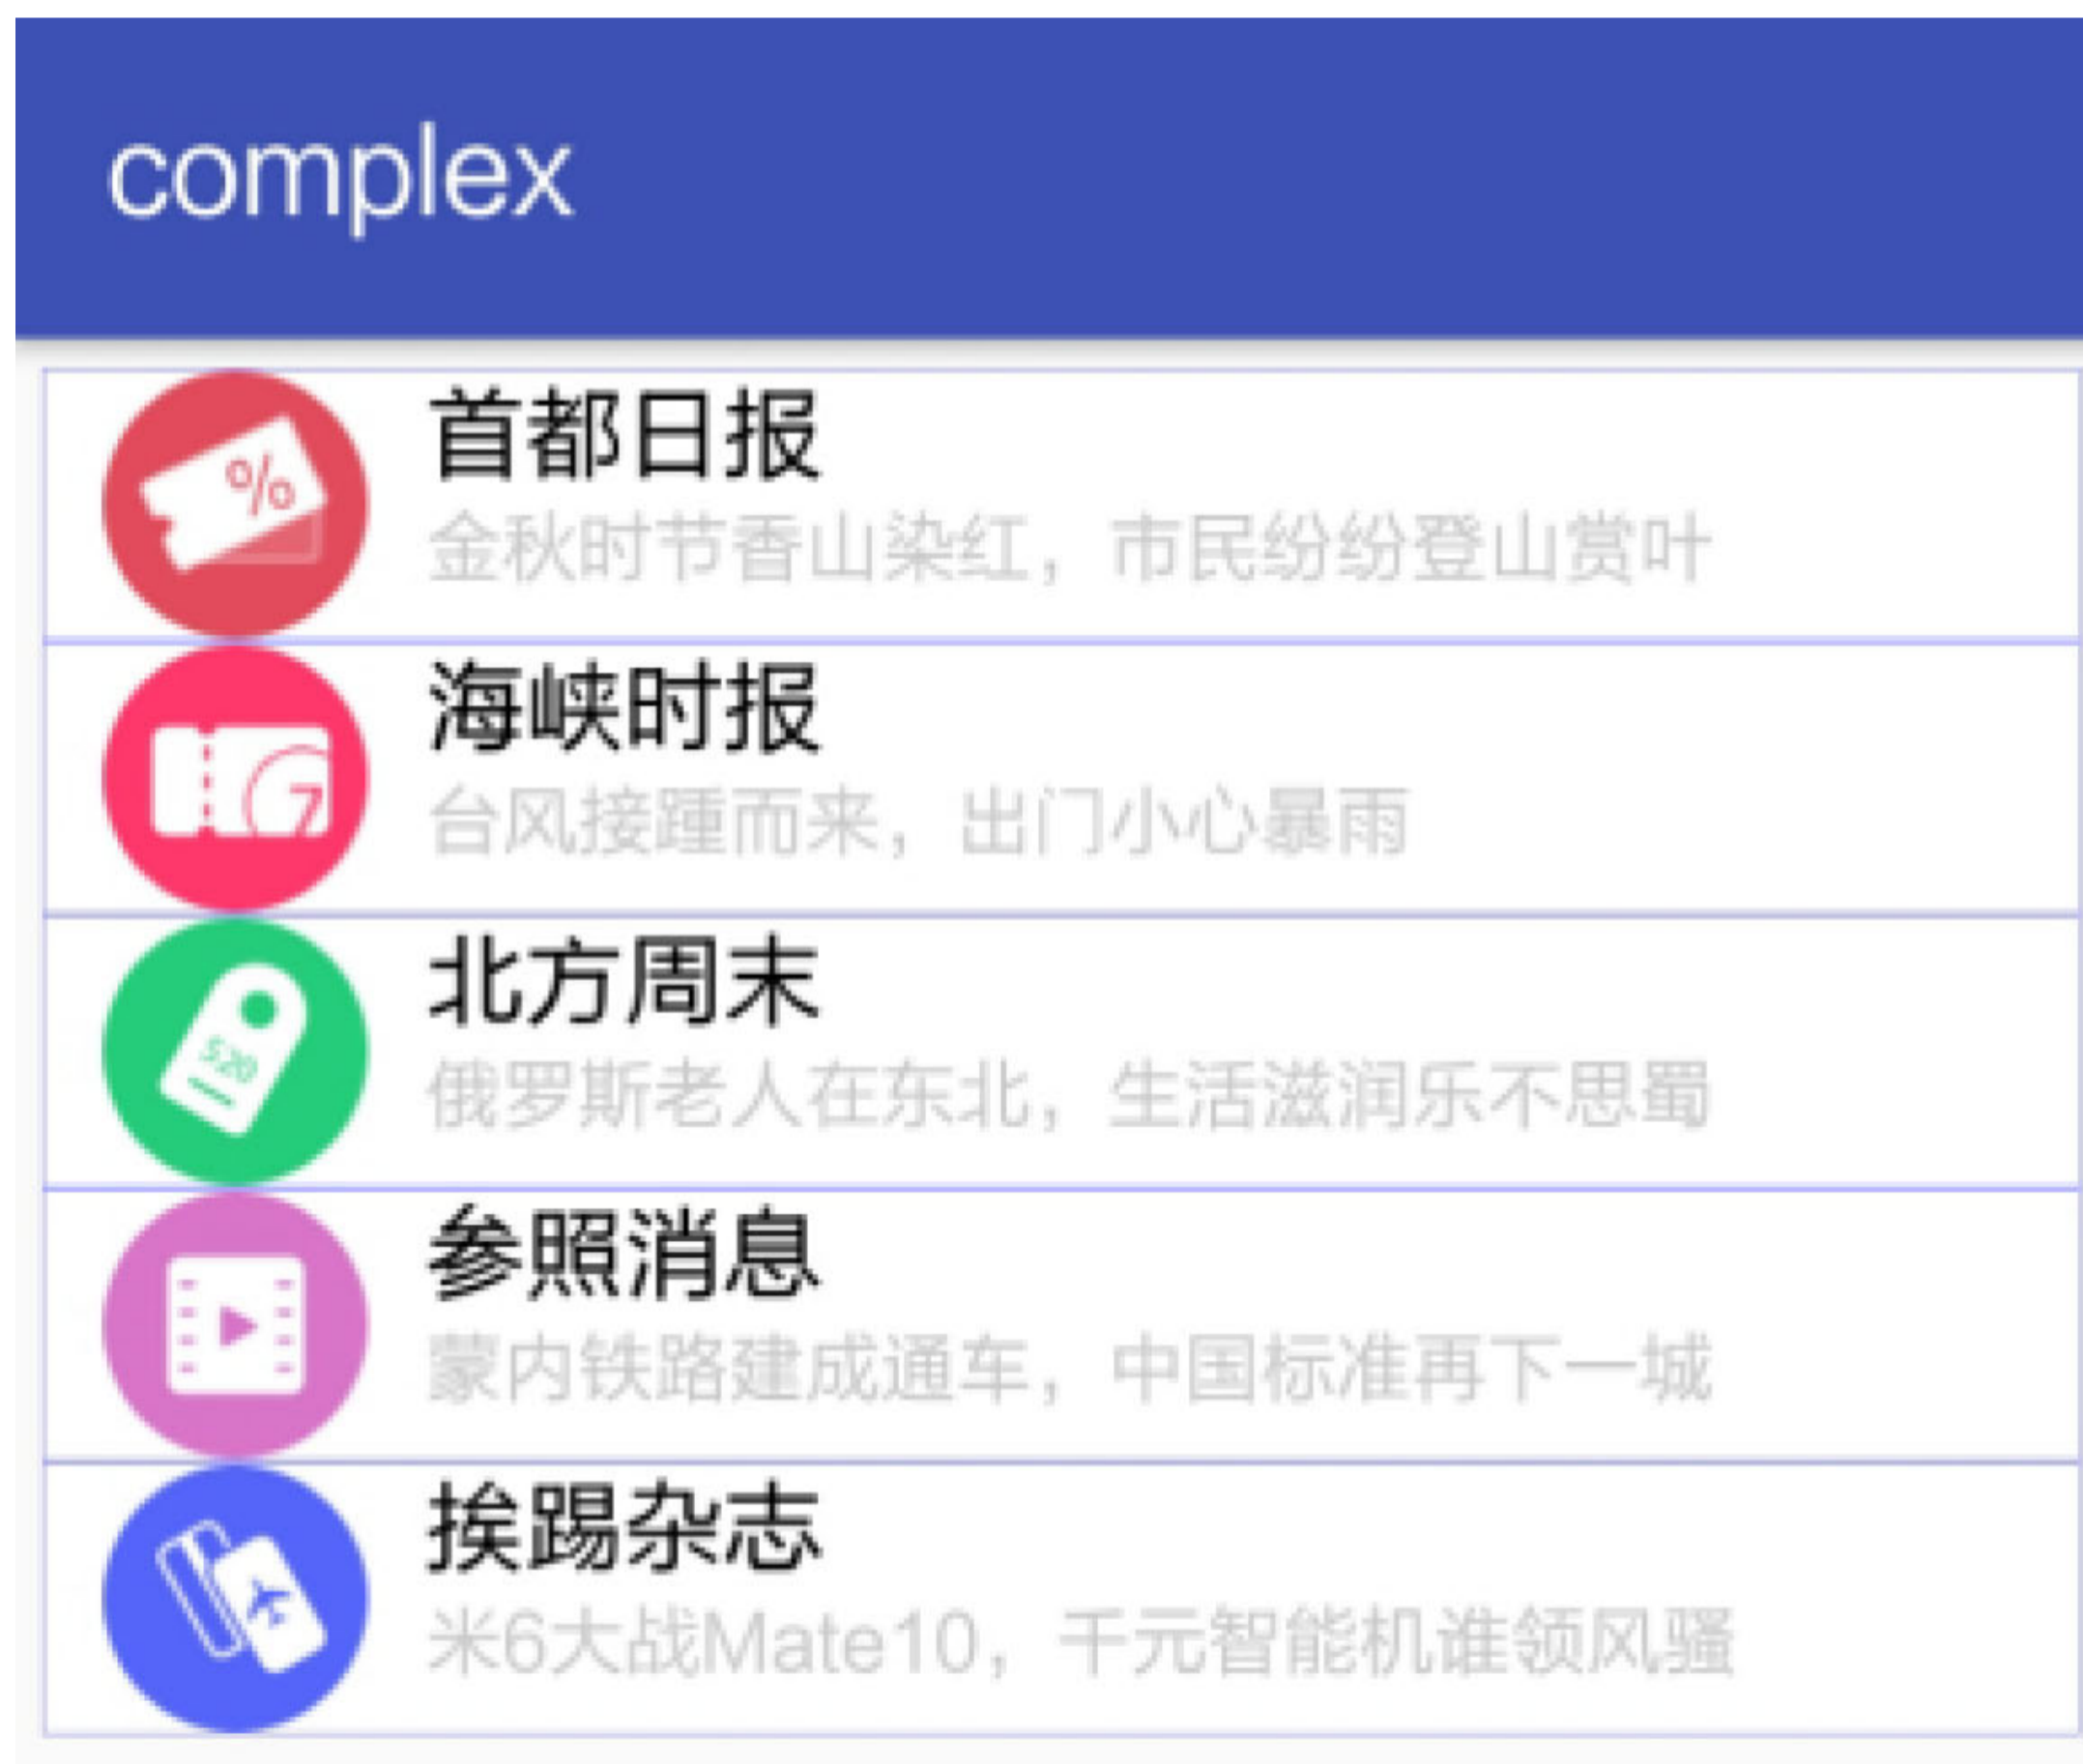 complex
%
首都日报
金秋时节香山染红，市民纷纷登山赏叶
7
海峡时报
台风接踵而来，出门小心暴雨
520
北方周末
俄罗斯老人在东北，生活滋润乐不思蜀
参照消息
蒙内铁路建成通车，中国标准再下一城
挨踢杂志
米6大战Mate10，千元智能机谁领风骚